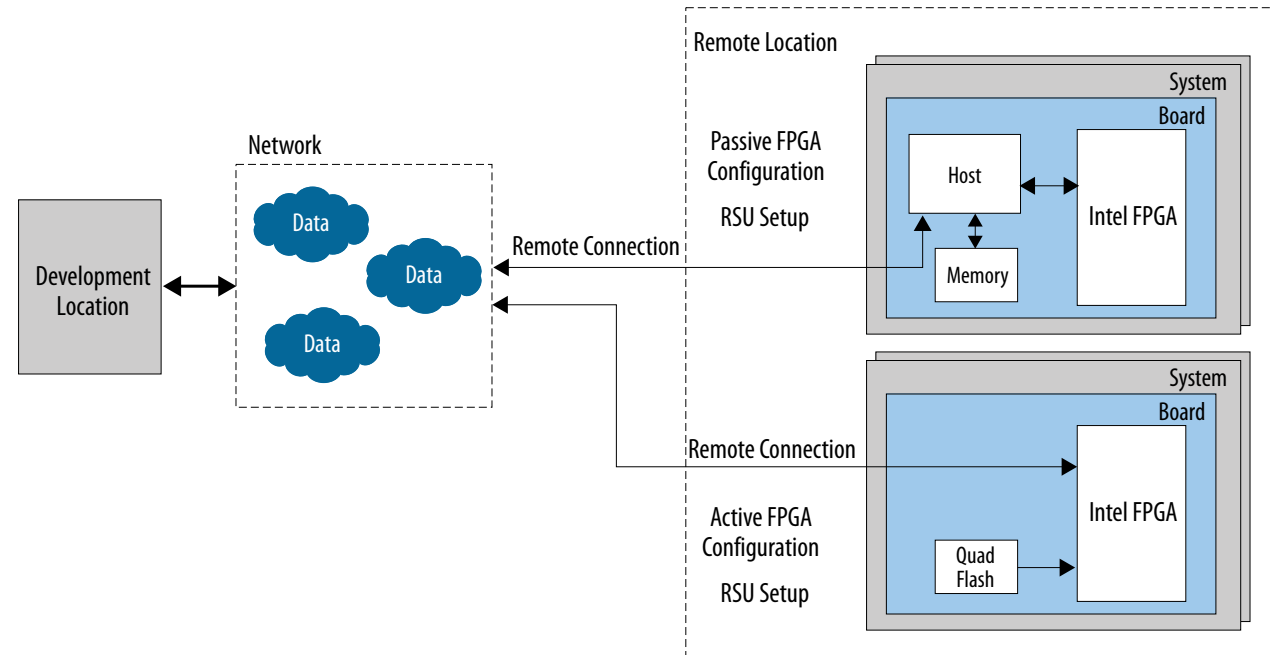 Remote Location
System
Board
Passive FPGA
Configuration
RSU Setup
Host
Memory
Intel FPGA
Network
Data
Data
Data
Development
Location
Remote Connection
System
Board
Remote Connection
Active FPGA
Configuration
RSU Setup
Quad
Flash
Intel FPGA